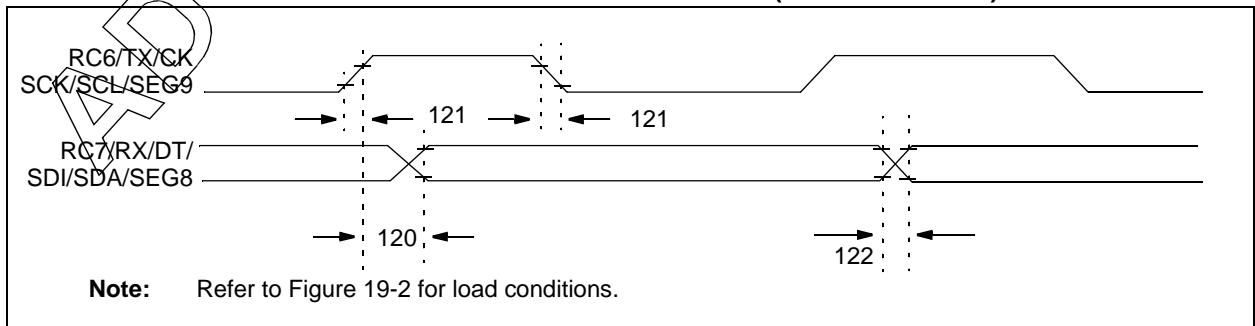 RC6/TX/CK
SCK/SCL/SEG9
121
121
RC7/RX/DT/
SDI/SDA/SEG8
120
122
Note: Refer to Figure 19-2 for load conditions.